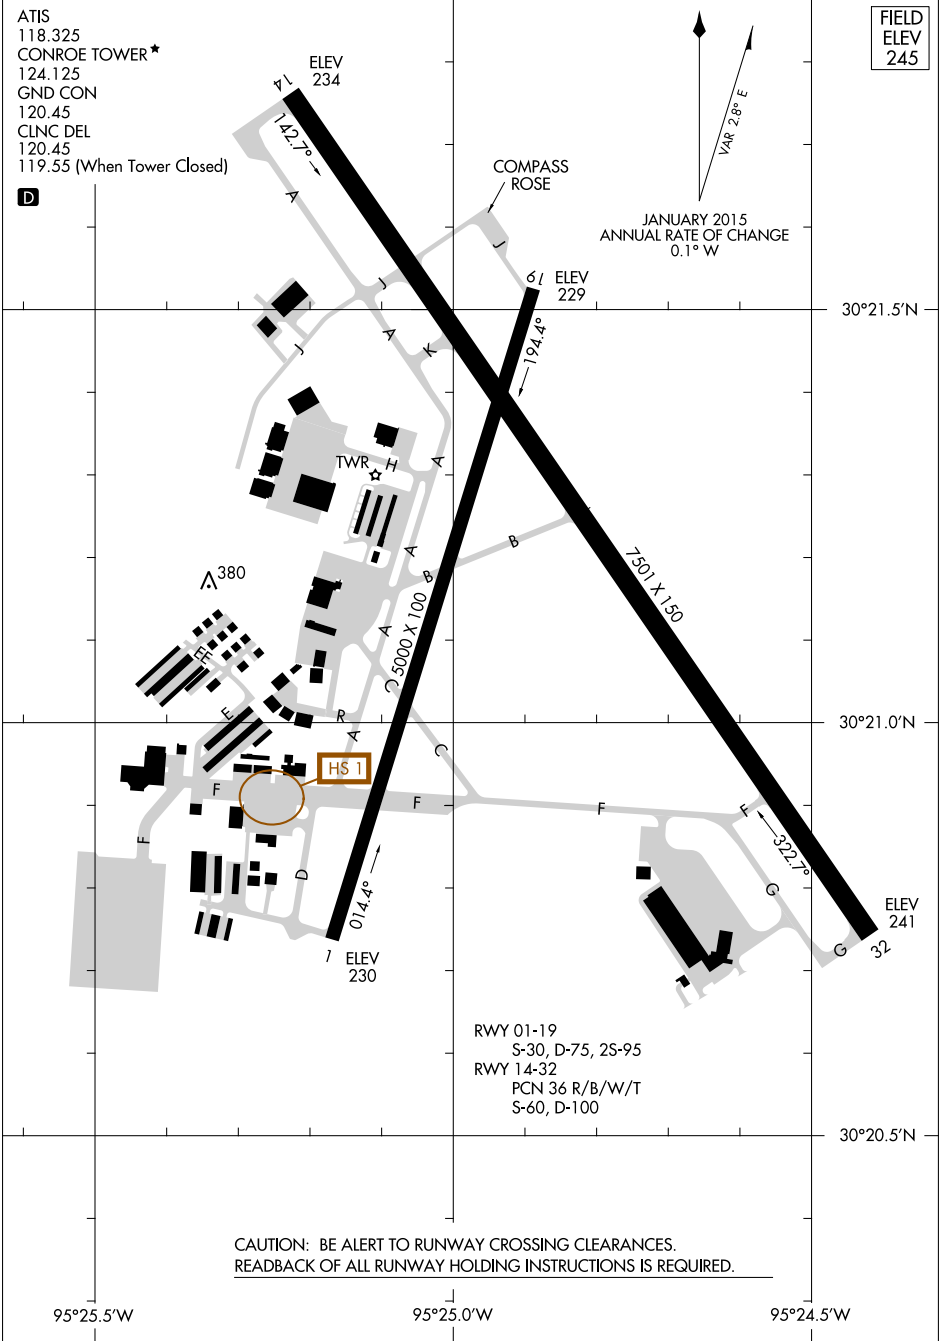 ATIS
118.325
CONROE TOWER★
124.125
GND CON
120.45
CLNC DEL
120.45
119.55 (When Tower Closed)
D
FIELD
ELEV
245
VAR 2.8° E
JANUARY 2015
ANNUAL RATE OF CHANGE
0.1° W
14
ELEV
234
142.7°
A
COMPASS
ROSE
J
J
19
ELEV
229
30°21.5'N
194.4°
A
K
J
TWR
H
A
A
B
B
7501 X 150
380
5000 X 100
A
C
EE
E
R
A
C
30°21.0'N
HS 1
F
F
F
F
F
322.7°
D
014.4°
G
G
ELEV
241
32
1
ELEV
230
RWY 01-19
S-30, D-75, 2S-95
RWY 14-32
PCN 36 R/B/W/T
S-60, D-100
30°20.5'N
CAUTION: BE ALERT TO RUNWAY CROSSING CLEARANCES.
READBACK OF ALL RUNWAY HOLDING INSTRUCTIONS IS REQUIRED.
95°25.5'W
95°25.0'W
95°24.5'W